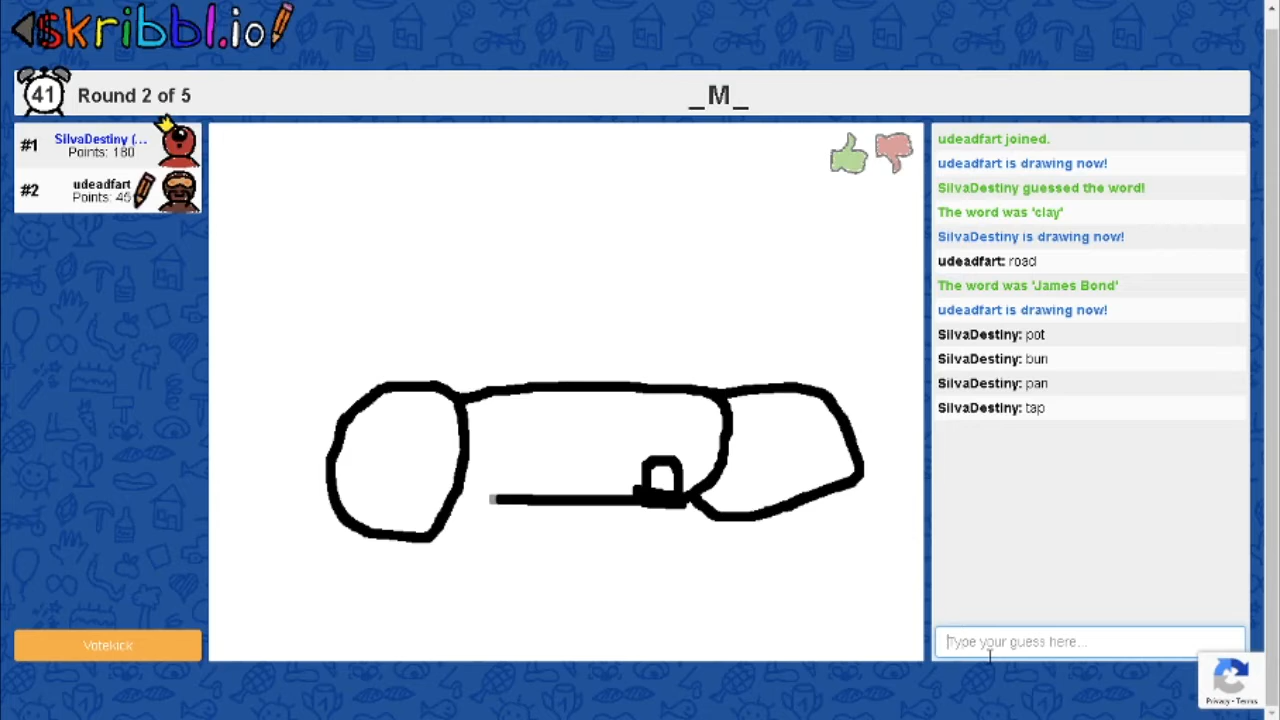 skribbl.io
41
Round 2 of 5
_M_
#1
SilvaDestiny (...
Points: 180
#2
udeadfart
Points: 45
udeadfart joined.
udeadfart is drawing now!
SilvaDestiny guessed the word!
The word was 'clay'
SilvaDestiny is drawing now!
udeadfart: road
The word was 'James Bond'
udeadfart is drawing now!
SilvaDestiny: pot
SilvaDestiny: bun
SilvaDestiny: pan
SilvaDestiny: tap
Votekick
Type your guess here...
Privacy - Terms